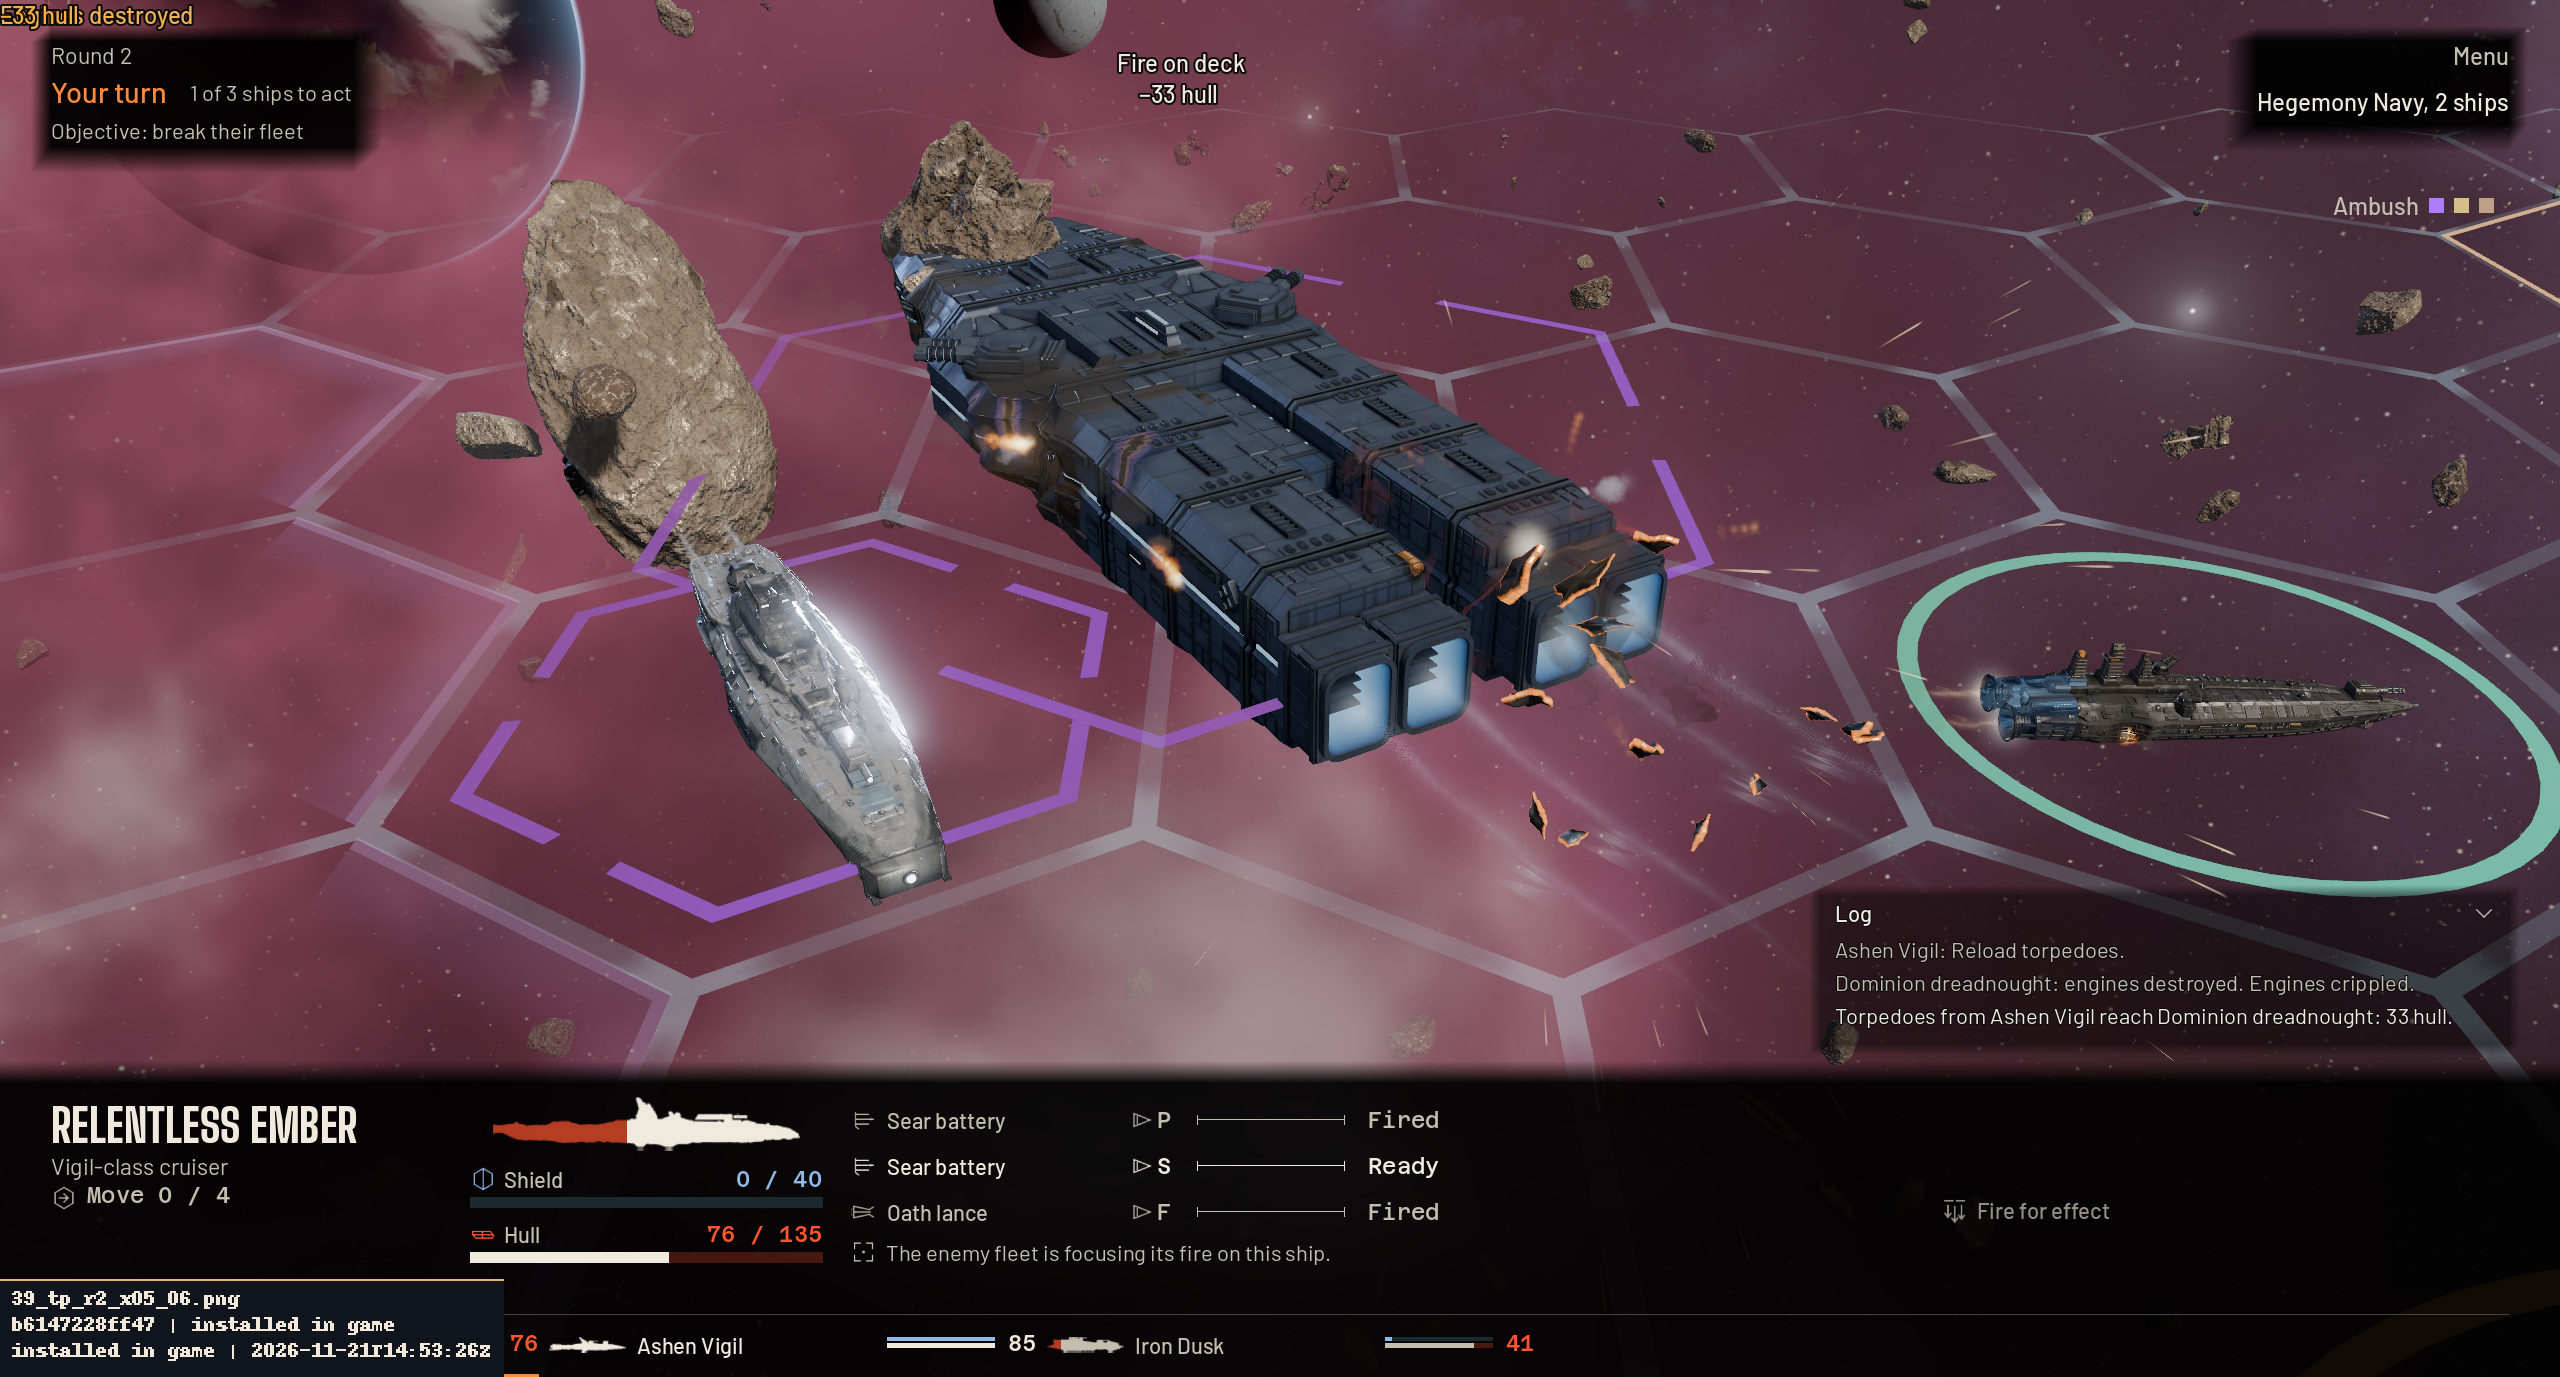 -33 hull
destroyed
Round 2
Your turn 1 of 3 ships to act
Objective: break their fleet
Fire on deck
-33 hull
Menu
Hegemony Navy, 2 ships
Ambush
Log
Ashen Vigil: Reload torpedoes.
Dominion dreadnought: engines destroyed. Engines crippled.
Torpedoes from Ashen Vigil reach Dominion dreadnought: 33 hull.
RELENTLESS EMBER
Vigil-class cruiser
Move 0 / 4
Shield 0 / 40
Hull 76 / 135
Sear battery P Fired
Sear battery S Ready
Oath lance F Fired
The enemy fleet is focusing its fire on this ship.
Fire for effect
39_tp_r2_x05_06.png
b6147228ff47 | installed in game
installed in game | 2026-11-21r14:53:26z
76 Ashen Vigil 85 Iron Dusk 41